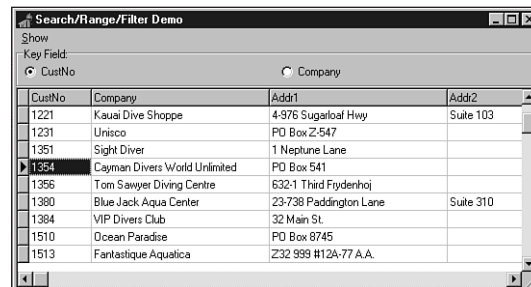 Search/Range/Filter Demo
Show
Key Field:
CustNo Company
CustNo Company Addr1 Addr2
1221 Kauai Dive Shoppe 4-976 Sugarloaf Hwy Suite 103
1231 Unisco PO Box Z-547
1351 Sight Diver 1 Neptune Lane
1354 Cayman Divers World Unlimited PO Box 541
1356 Tom Sawyer Diving Centre 632-1 Third Frydenhoj
1380 Blue Jack Aqua Center 23-738 Paddington Lane Suite 310
1384 VIP Divers Club 32 Main St.
1510 Ocean Paradise PO Box 8745
1513 Fantastique Aquatica Z32 999 #12A-77 A.A.